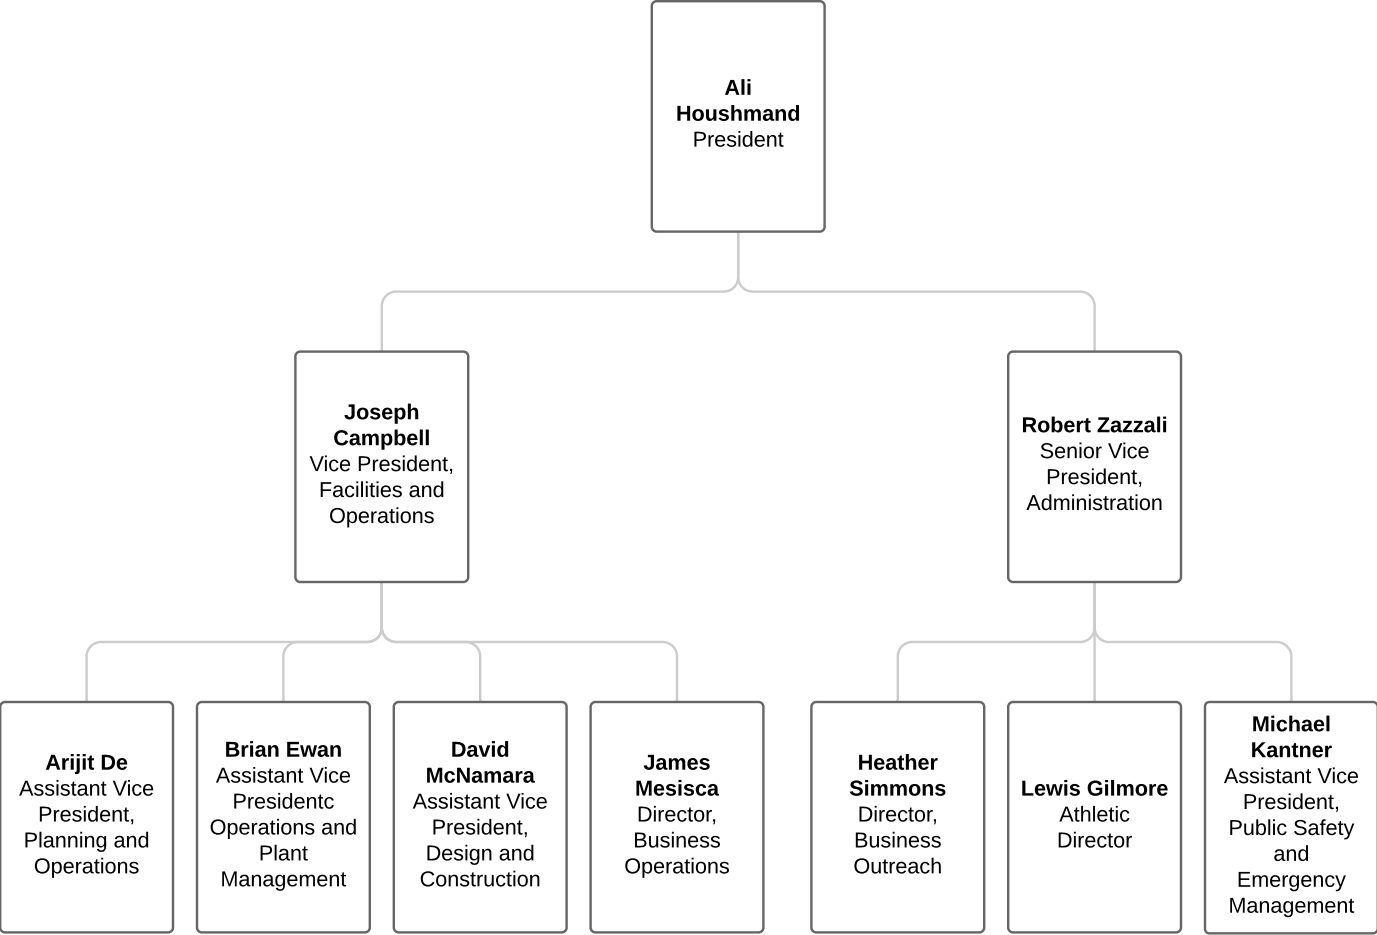 Ali
Houshmand
President
Joseph
Campbell
Vice President,
Facilities and
Operations
Robert Zazzali
Senior Vice
President,
Administration
Arijit De
Assistant Vice
President,
Planning and
Operations
Brian Ewan
Assistant Vice
Presidentc
Operations and
Plant
Management
David
McNamara
Assistant Vice
President,
Design and
Construction
James
Mesisca
Director,
Business
Operations
Heather
Simmons
Director,
Business
Outreach
Lewis Gilmore
Athletic
Director
Michael
Kantner
Assistant Vice
President,
Public Safety
and
Emergency
Management